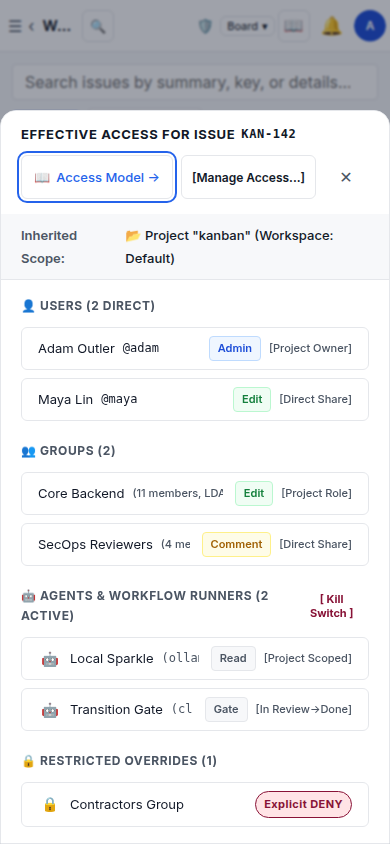 ☰ ‹ W... 🔍 🛡️ Board ▾ 📖 🔔 A
Search issues by summary, key, or details...
EFFECTIVE ACCESS FOR ISSUE KAN-142
📖 Access Model → [Manage Access...] ✕
Inherited Scope: 📂 Project "kanban" (Workspace: Default)
👤 USERS (2 DIRECT)
Adam Outler @adam Admin [Project Owner]
Maya Lin @maya Edit [Direct Share]
👥 GROUPS (2)
Core Backend (11 members, LDA Edit [Project Role]
SecOps Reviewers (4 me Comment [Direct Share]
🤖 AGENTS & WORKFLOW RUNNERS (2 ACTIVE) [ Kill Switch ]
🤖 Local Sparkle (olla Read [Project Scoped]
🤖 Transition Gate (cl Gate [In Review→Done]
🔒 RESTRICTED OVERRIDES (1)
🔒 Contractors Group Explicit DENY